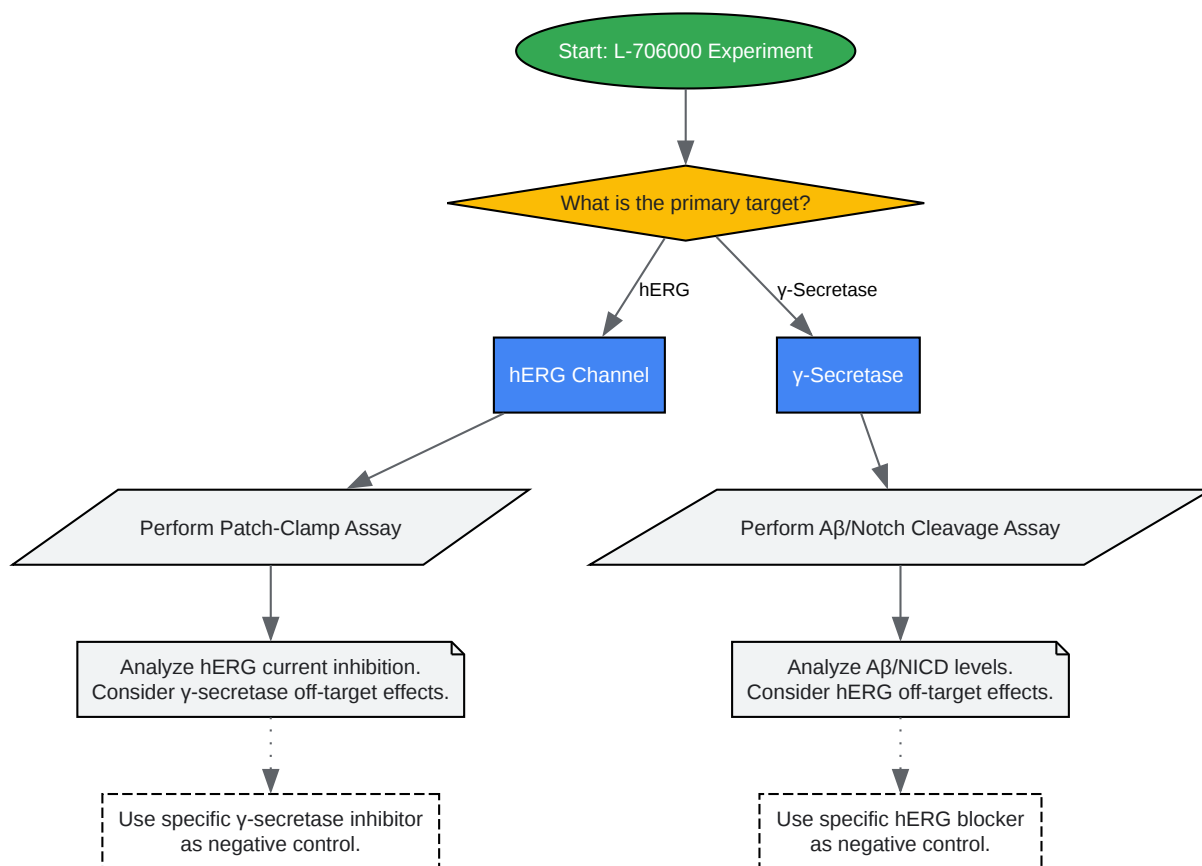 Start: L-706000 Experiment
What is the primary target?
hERG
γ-Secretase
hERG Channel
γ-Secretase
Perform Patch-Clamp Assay
Perform Aβ/Notch Cleavage Assay
Analyze hERG current inhibition.
Consider γ-secretase off-target effects.
Analyze Aβ/NICD levels.
Consider hERG off-target effects.
Use specific γ-secretase inhibitor
as negative control.
Use specific hERG blocker
as negative control.